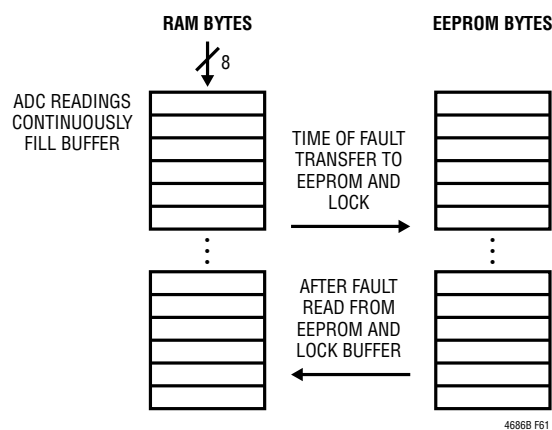 RAM BYTES
EEPROM BYTES
8
ADC READINGS
CONTINUOUSLY
FILL BUFFER
TIME OF FAULT
TRANSFER TO
EEPROM AND
LOCK
AFTER FAULT
READ FROM
EEPROM AND
LOCK BUFFER
4686B F61